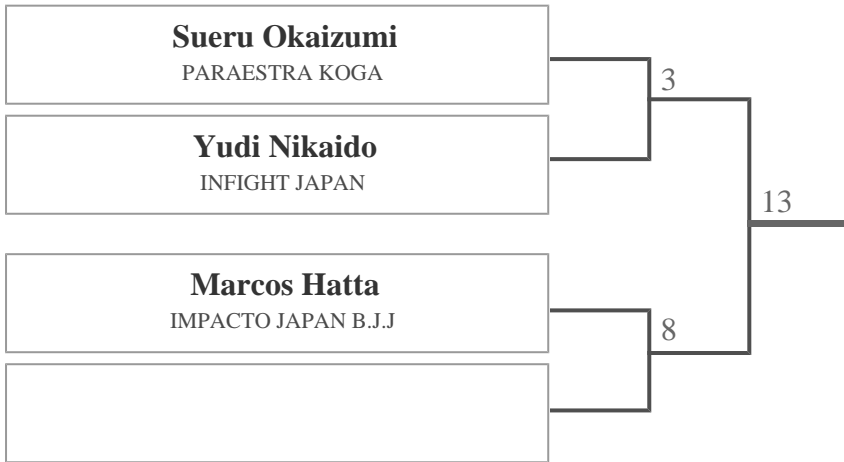 Sueru Okaizumi
PARAESTRA KOGA
3
Yudi Nikaido
INFIGHT JAPAN
13
Marcos Hatta
IMPACTO JAPAN B.J.J
8